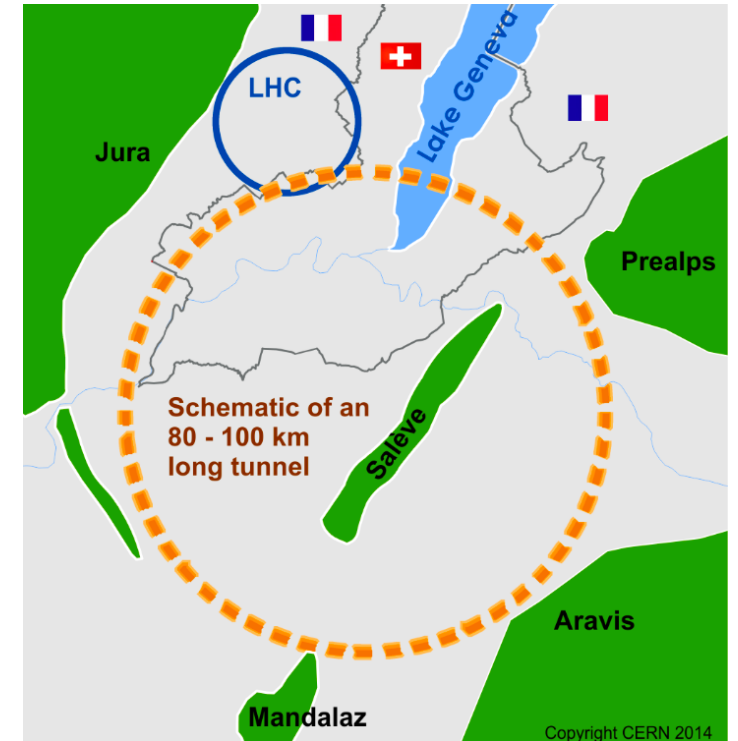 LHC
Lake Geneva
Jura
Prealps
Schematic of an
80 - 100 km
long tunnel
Salève
Aravis
Mandalaz
Copyright CERN 2014